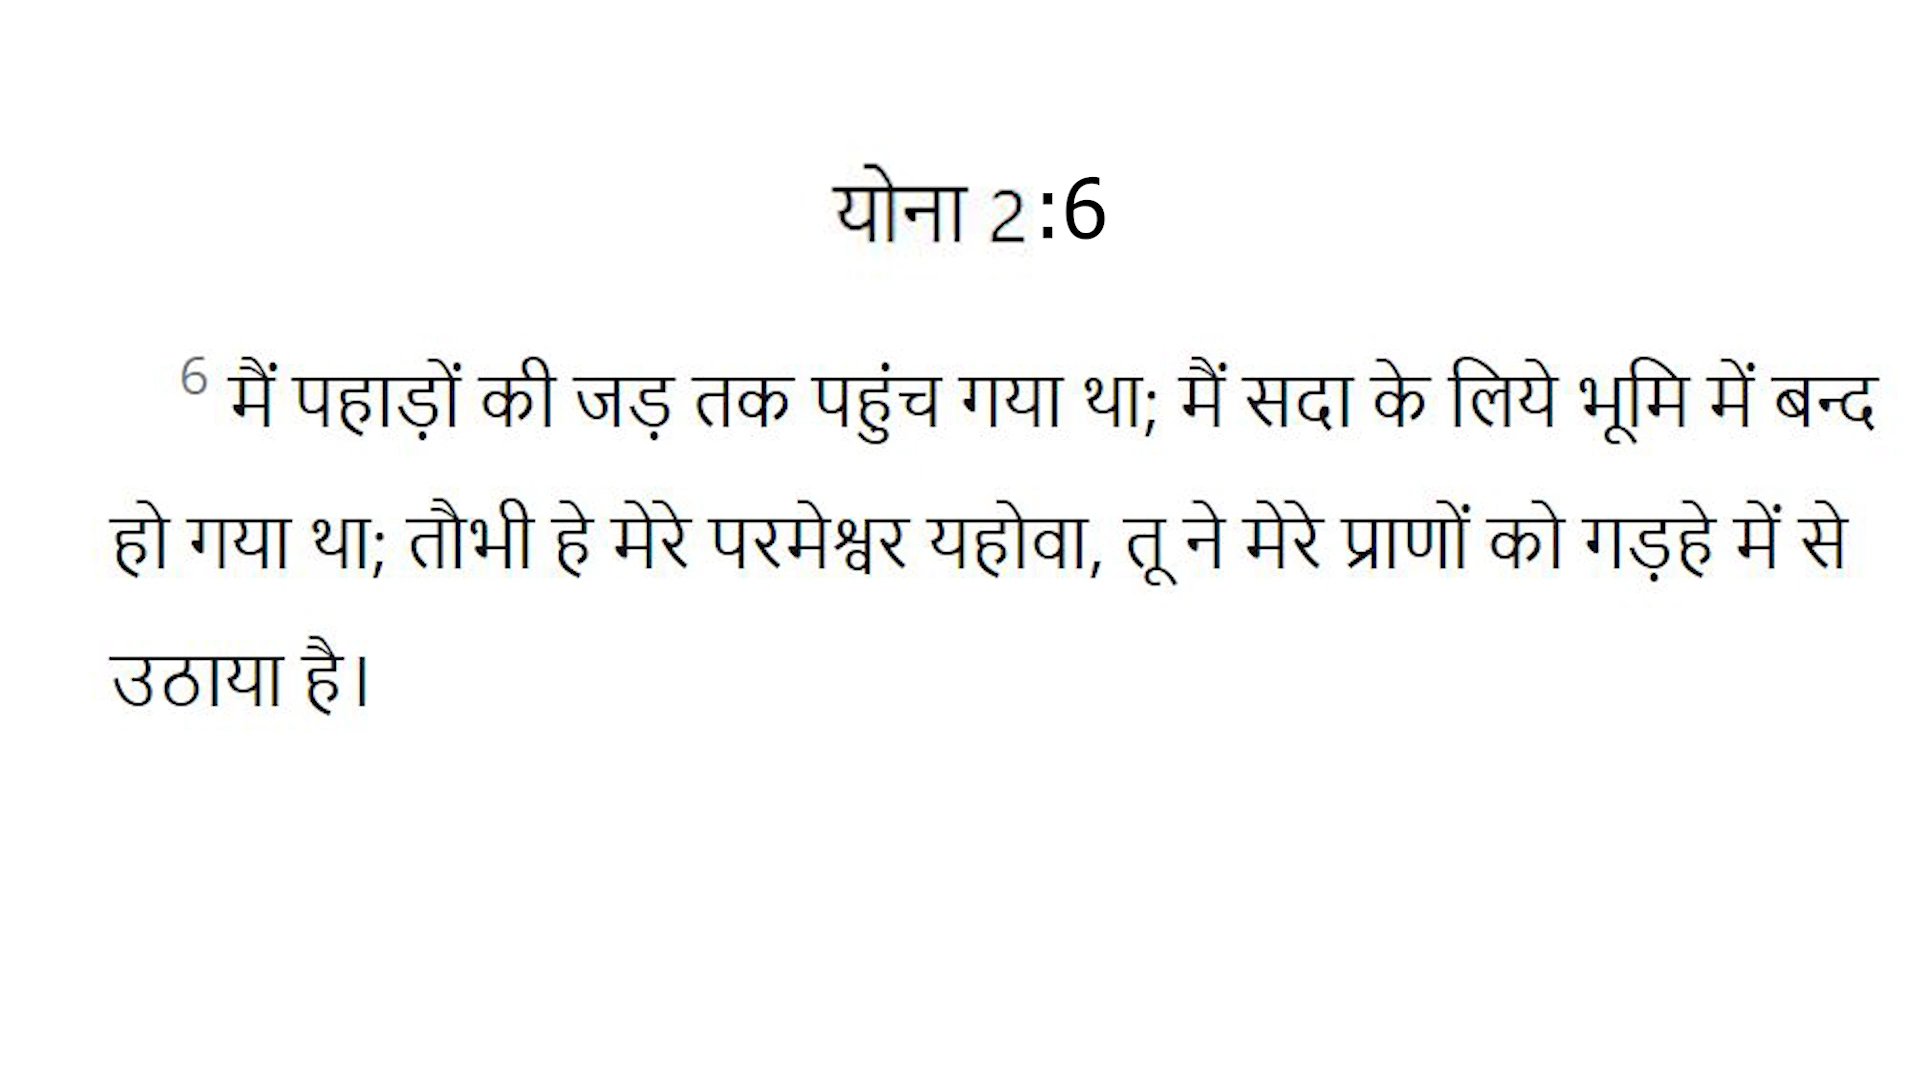 योना 2:6
6 मैं पहाड़ों की जड़ तक पहुंच गया था; मैं सदा के लिये भूमि में बन्द
हो गया था; तौभी हे मेरे परमेश्वर यहोवा, तू ने मेरे प्राणों को गड़हे में से
उठाया है।